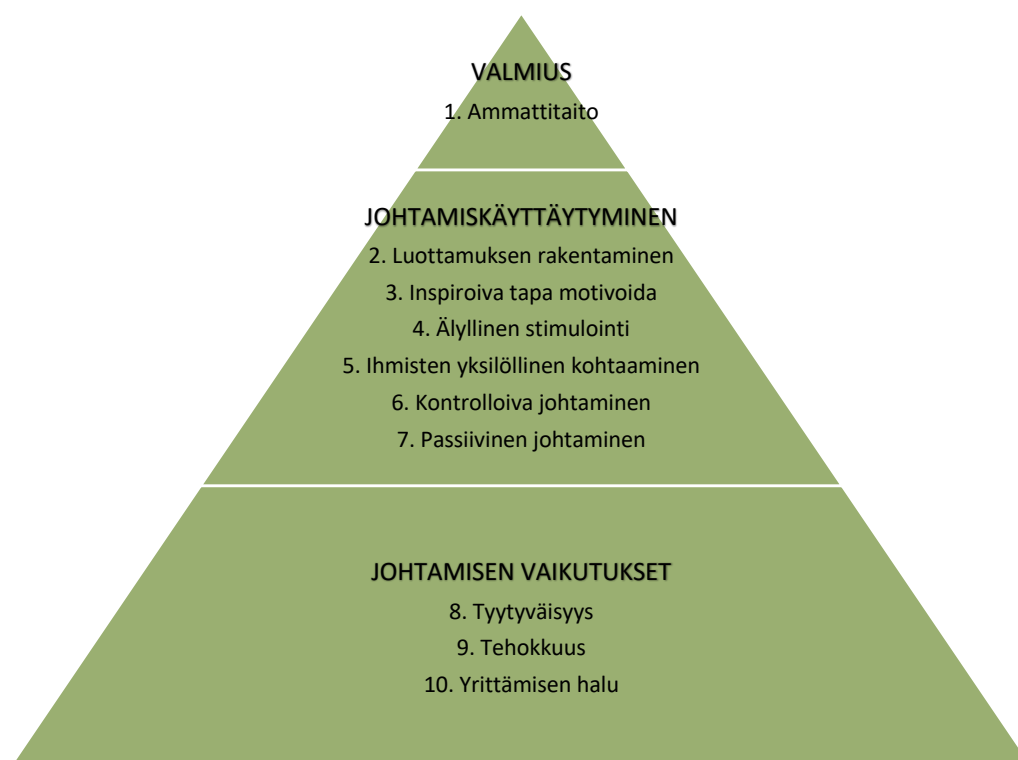 VALMIUS
1. Ammattitaito
JOHTAMISKÄYTTÄYTYMINEN
2. Luottamuksen rakentaminen
3. Inspiroiva tapa motivoida
4. Älyllinen stimulointi
5. Ihmisten yksilöllinen kohtaaminen
6. Kontrolloiva johtaminen
7. Passiivinen johtaminen
JOHTAMISEN VAIKUTUKSET
8. Tyytyväisyys
9. Tehokkuus
10. Yrittämisen halu